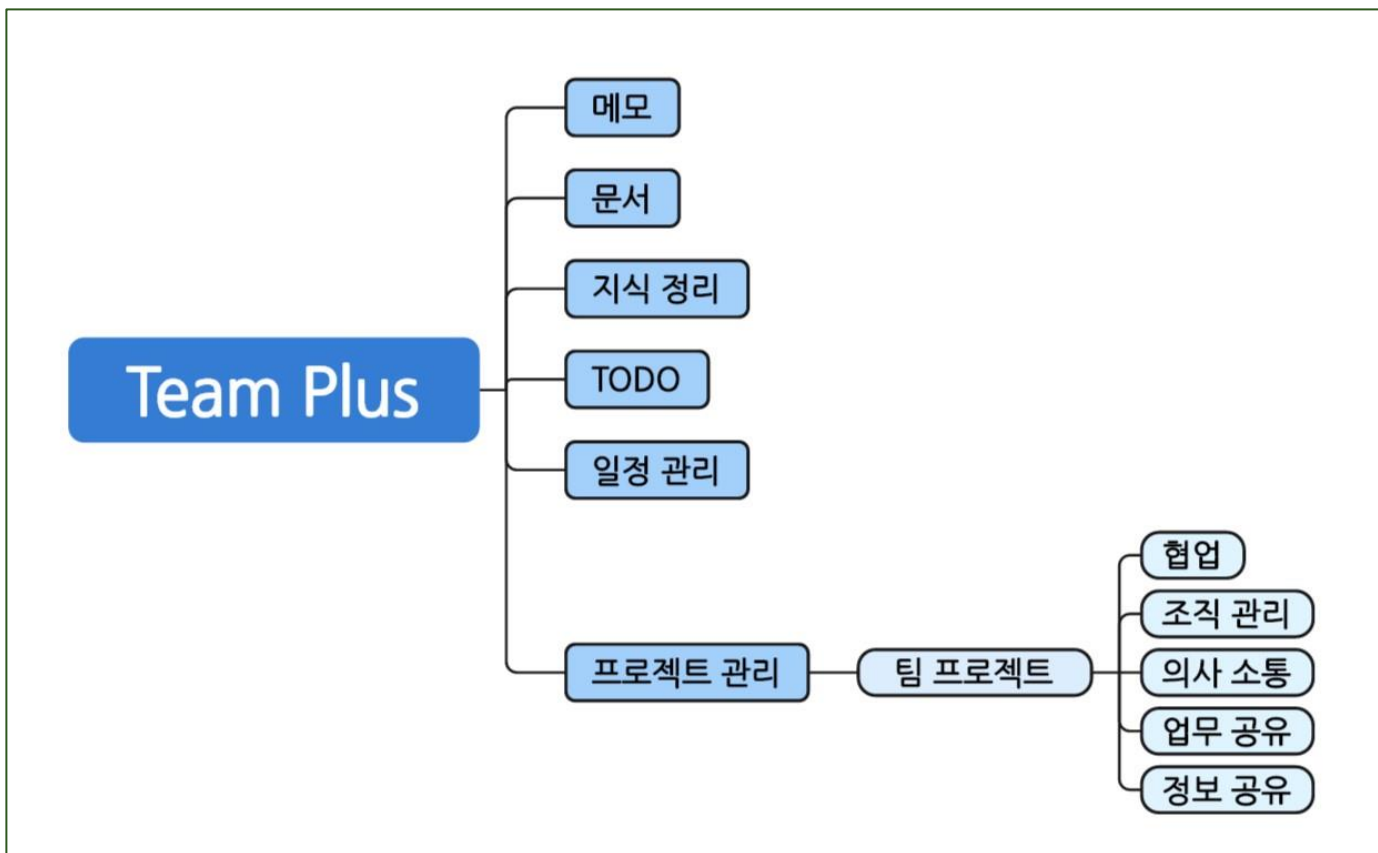 Team Plus
메모
문서
지식 정리
TODO
일정 관리
프로젝트 관리
팀 프로젝트
협업
조직 관리
의사 소통
업무 공유
정보 공유